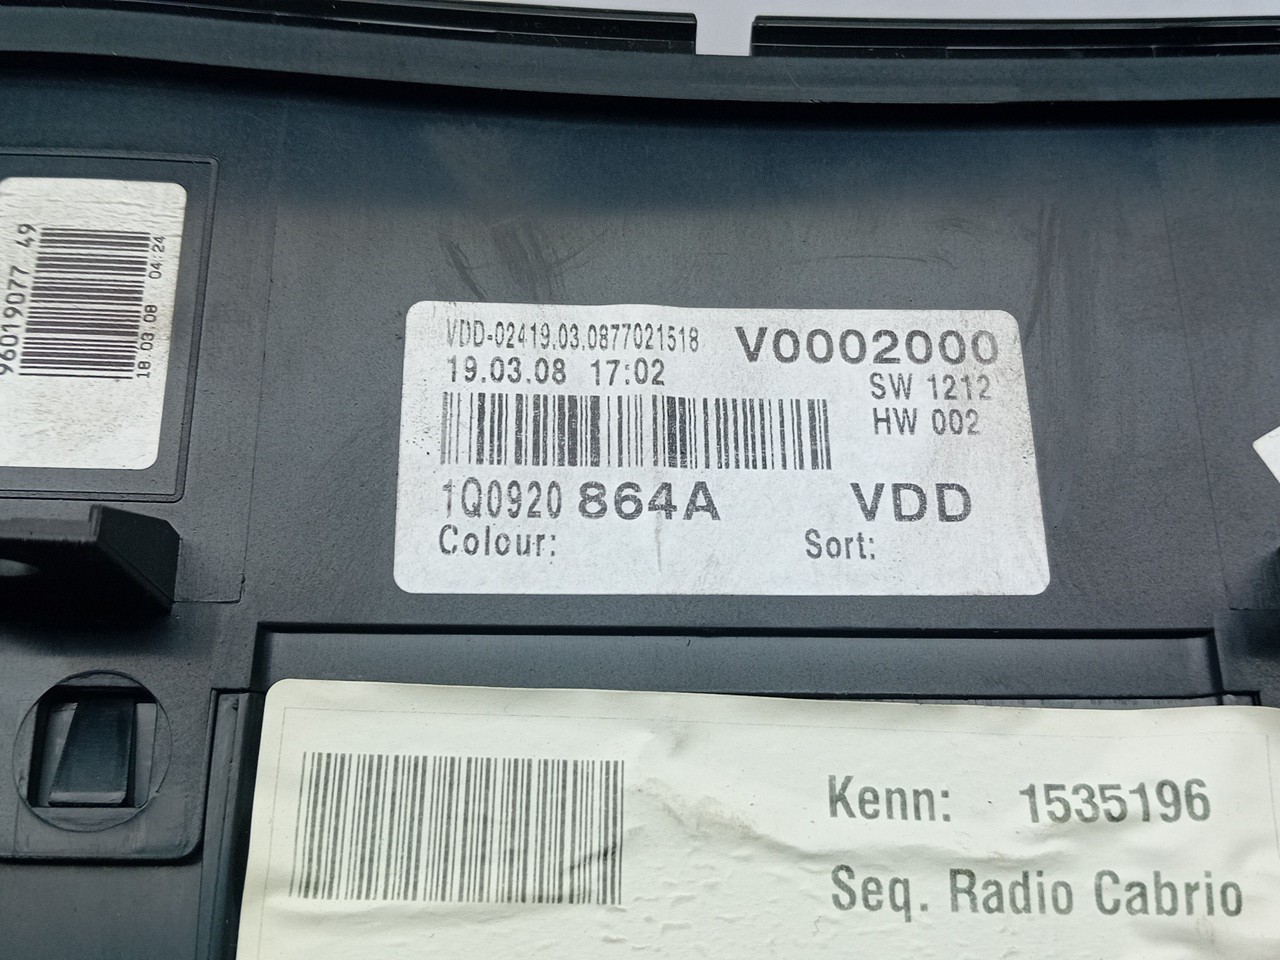 96019077 49
18.03.08 04:24
VDD-02419.03.0877021518 V0002000
19.03.08 17:02 SW 1212
HW 002
1Q0920 864A VDD
Colour: Sort:
Kenn: 1535196
Seq. Radio Cabrio